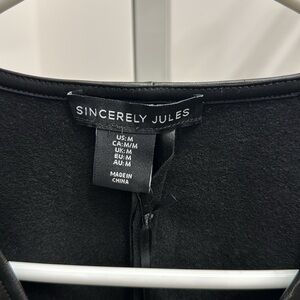 SINCERELY JULES
US: M
CA: M/M
UK: M
EU: M
AU: M
MADE IN
CHINA